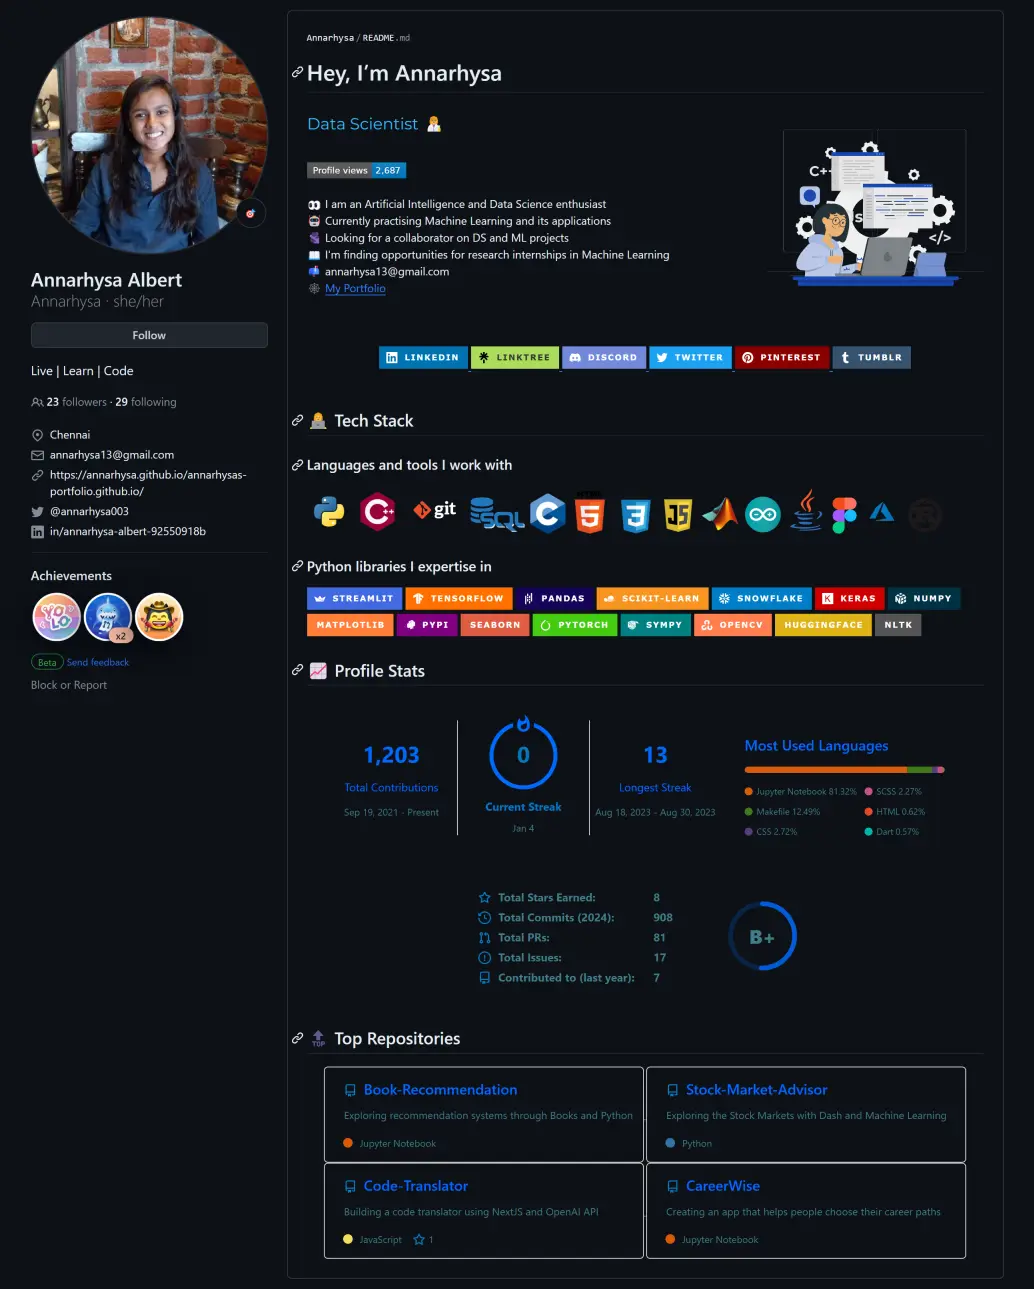 Annarhysa Albert
Annarhysa · she/her
Follow
Live | Learn | Code
23 followers · 29 following
Chennai
annarhysa13@gmail.com
https://annarhysa.github.io/annarhysas-
portfolio.github.io/
@annarhysa003
in/annarhysa-albert-92550918b
Achievements
YOLO
x2
Beta Send feedback
Block or Report
Annarhysa/README.md
Hey, I’m Annarhysa
Data Scientist
Profile views 2,687
I am an Artificial Intelligence and Data Science enthusiast
Currently practising Machine Learning and its applications
Looking for a collaborator on DS and ML projects
I'm finding opportunities for research internships in Machine Learning
annarhysa13@gmail.com
My Portfolio
C++
</>
LINKEDIN LINKTREE DISCORD TWITTER PINTEREST TUMBLR
Tech Stack
Languages and tools I work with
C++ git SQL C HTML 5 3 JS
Python libraries I expertise in
STREAMLIT TENSORFLOW PANDAS SCIKIT-LEARN SNOWFLAKE KERAS NUMPY
MATPLOTLIB PYPI SEABORN PYTORCH SYMPY OPENCV HUGGINGFACE NLTK
Profile Stats
1,203
Total Contributions
Sep 19, 2021 - Present
0
Current Streak
Jan 4
13
Longest Streak
Aug 18, 2023 - Aug 30, 2023
Most Used Languages
Jupyter Notebook 81.32% SCSS 2.27%
Makefile 12.49% HTML 0.62%
CSS 2.72% Dart 0.57%
Total Stars Earned: 8
Total Commits (2024): 908
Total PRs: 81
Total Issues: 17
Contributed to (last year): 7
B+
TOP Top Repositories
Book-Recommendation
Exploring recommendation systems through Books and Python
Jupyter Notebook
Stock-Market-Advisor
Exploring the Stock Markets with Dash and Machine Learning
Python
Code-Translator
Building a code translator using NextJS and OpenAI API
JavaScript 1
CareerWise
Creating an app that helps people choose their career paths
Jupyter Notebook